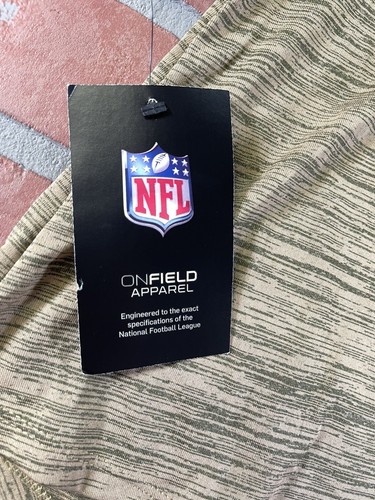 NFL
ONFIELD
APPAREL
Engineered to the exact
specifications of the
National Football League